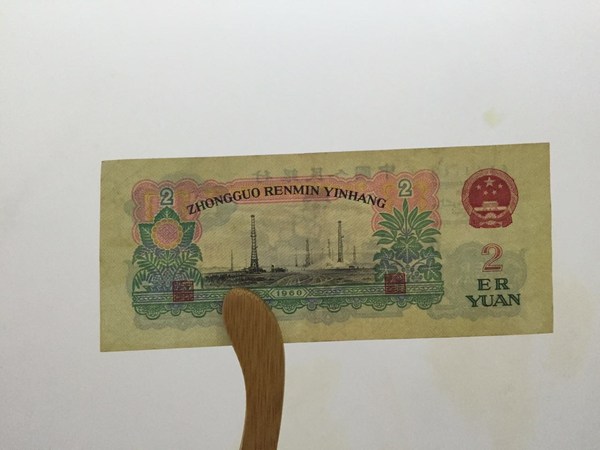 2
2
ZHONGGUO RENMIN YINHANG
2
ER
YUAN
1960